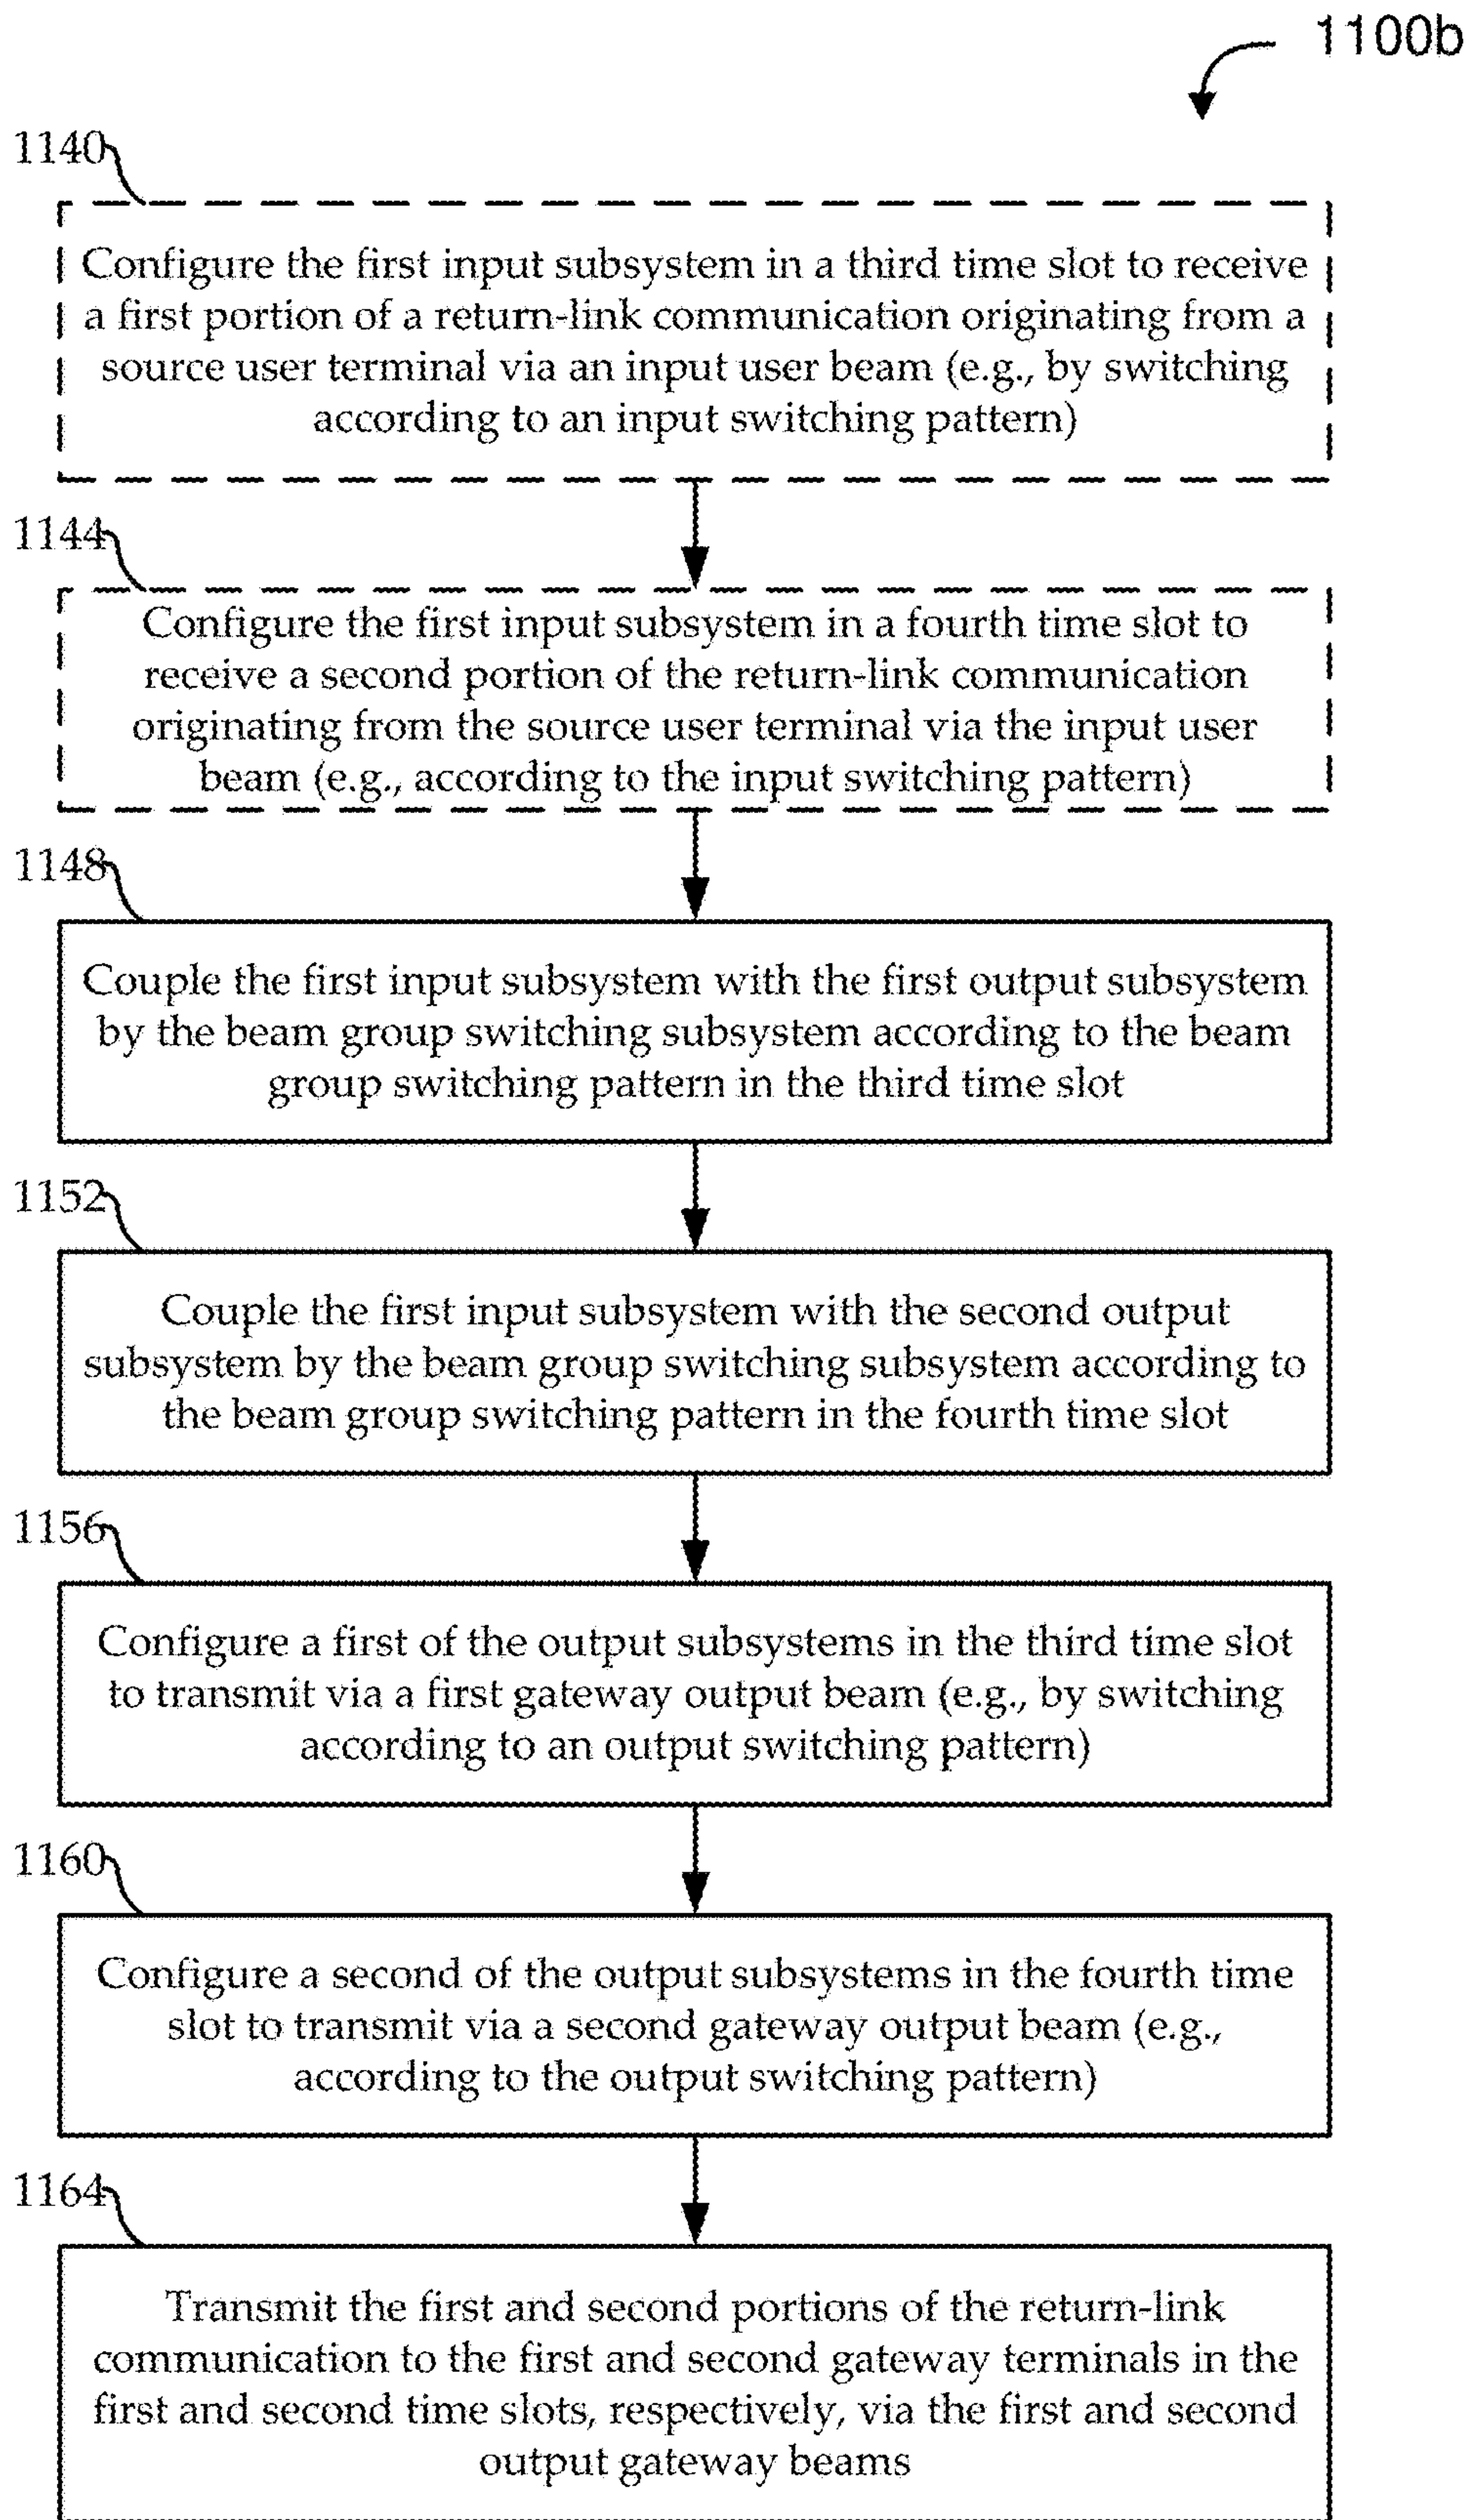 1100b
1140
Configure the first input subsystem in a third time slot to receive
a first portion of a return-link communication originating from a
source user terminal via an input user beam (e.g., by switching
according to an input switching pattern)
1144
Configure the first input subsystem in a fourth time slot to
receive a second portion of the return-link communication
originating from the source user terminal via the input user
beam (e.g., according to the input switching pattern)
1148
Couple the first input subsystem with the first output subsystem
by the beam group switching subsystem according to the beam
group switching pattern in the third time slot
1152
Couple the first input subsystem with the second output
subsystem by the beam group switching subsystem according to
the beam group switching pattern in the fourth time slot
1156
Configure a first of the output subsystems in the third time slot
to transmit via a first gateway output beam (e.g., by switching
according to an output switching pattern)
1160
Configure a second of the output subsystems in the fourth time
slot to transmit via a second gateway output beam (e.g.,
according to the output switching pattern)
1164
Transmit the first and second portions of the return-link
communication to the first and second gateway terminals in the
first and second time slots, respectively, via the first and second
output gateway beams